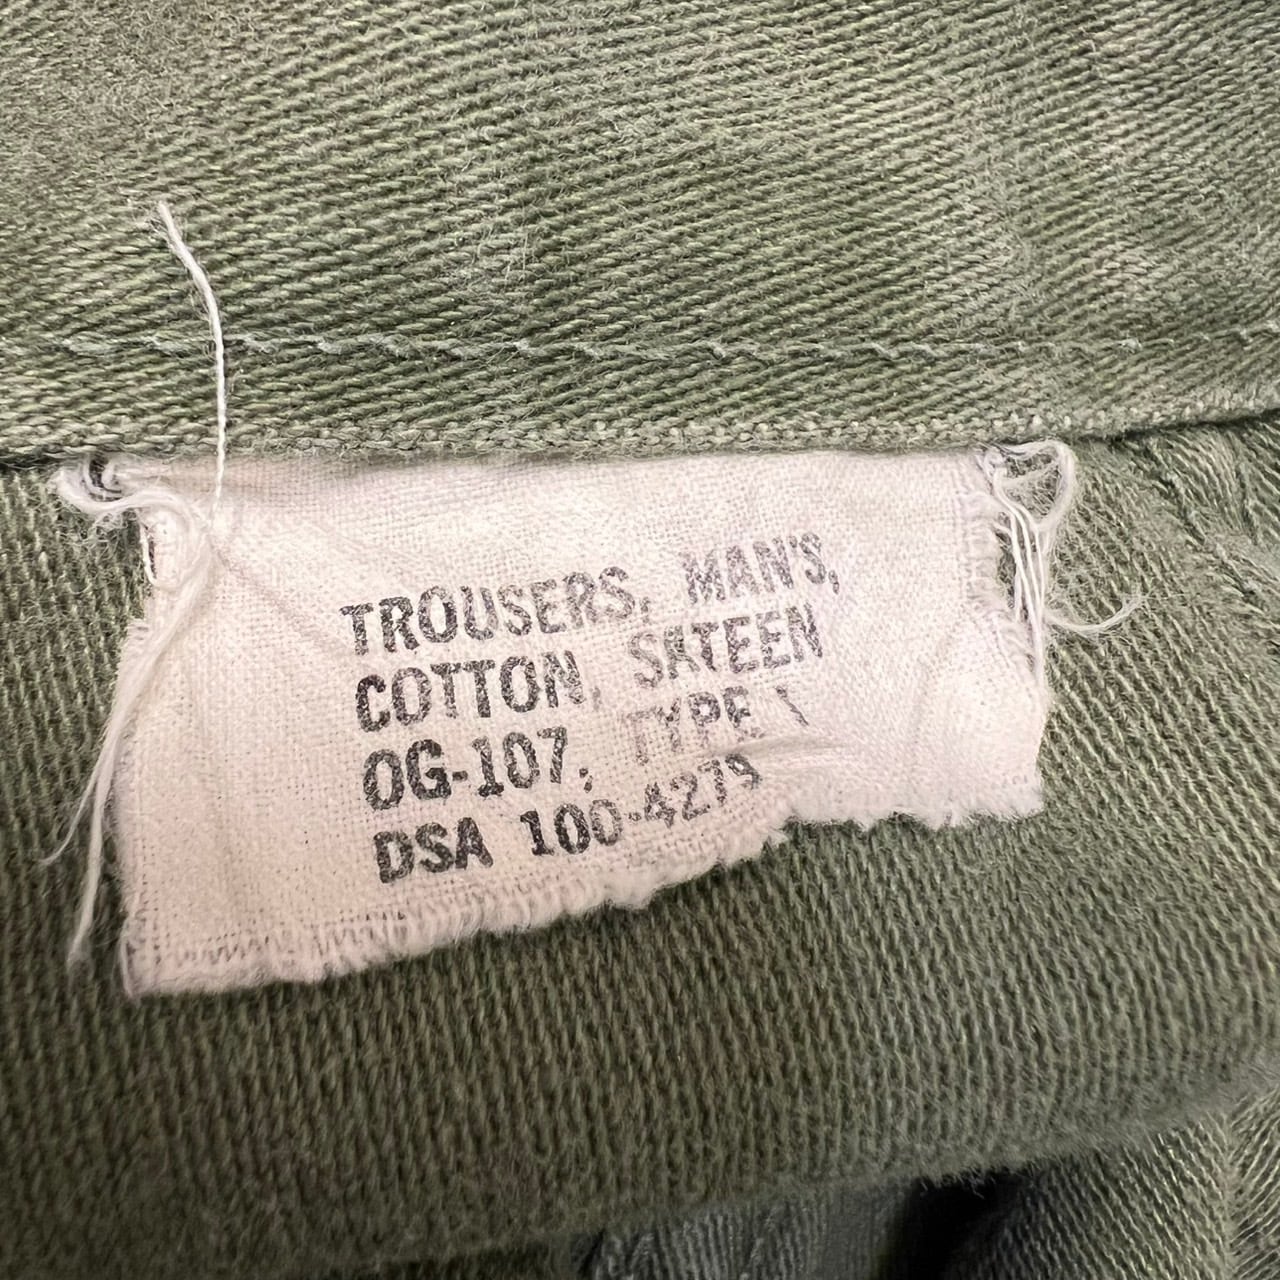 TROUSERS, MAN'S,
COTTON, SATEEN
OG-107, TYPE I
DSA 100-4279